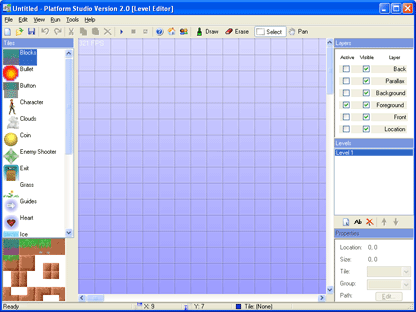 Untitled - Platform Studio Version 2.0 [Level Editor]
File Edit View Run Tools Help
Draw Erase Select Pan
Tiles
Blocks
Bullet
Button
Character
Clouds
Coin
Enemy Shooter
Exit
Grass
Guides
Heart
Ice
Layers
Active Visible Layer
Back
Parallax
Background
Foreground
Front
Location
Levels
Level 1
Ab
Properties
Location: 0, 0
Size: 0, 0
Tile:
Group:
Path: Edit...
Ready X: 9 Y: 7 Tile: (None)